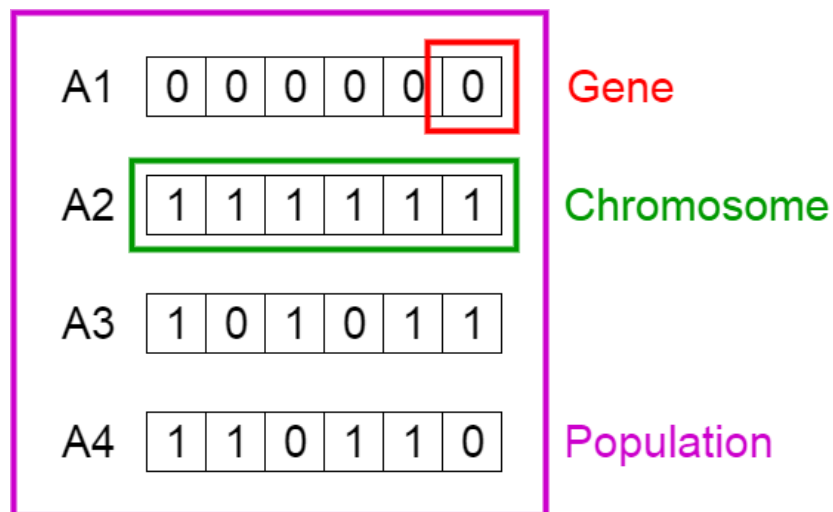 A1 0 0 0 0 0 0 Gene
A2 1 1 1 1 1 1 Chromosome
A3 1 0 1 0 1 1
A4 1 1 0 1 1 0 Population